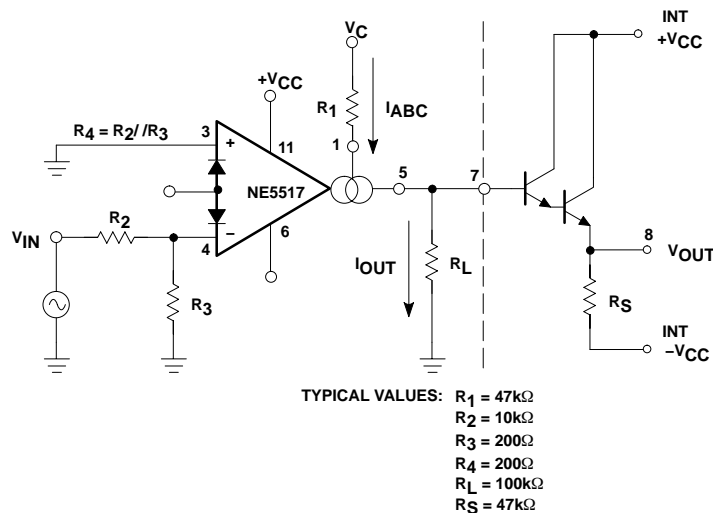 INT
+VCC
VC
+VCC
R1
IABC
R4 = R2/ /R3
3
+
11
1
NE5517
5
7
VIN
R2
4
−
6
8
VOUT
IOUT
RL
R3
RS
INT
−VCC
TYPICAL VALUES: R1 = 47kΩ
R2 = 10kΩ
R3 = 200Ω
R4 = 200Ω
RL = 100kΩ
RS = 47kΩ